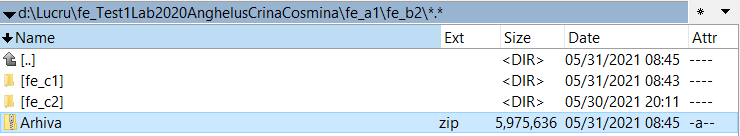 d:\Lucru\fe_Test1Lab2020AnghelusCrinaCosmina\fe_a1\fe_b2\*.* * ▼
Name Ext Size Date Attr
[..] <DIR> 05/31/2021 08:45 ----
[fe_c1] <DIR> 05/31/2021 08:43 ----
[fe_c2] <DIR> 05/30/2021 20:11 ----
Arhiva zip 5,975,636 05/31/2021 08:45 -a--